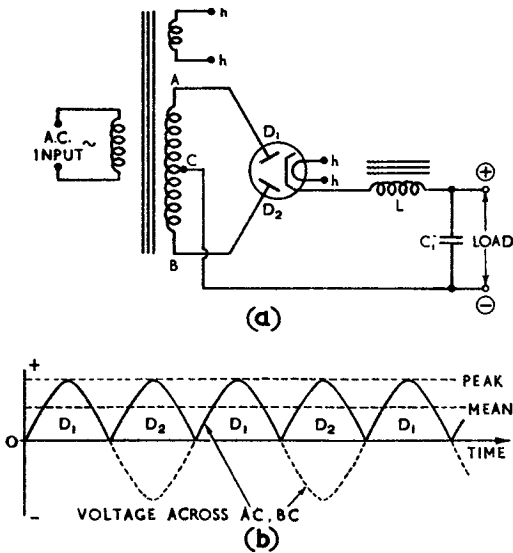 h
h
A
A.C.
INPUT ~
C
D₁
h
h
D₂
L
C₁
LOAD
+
B
−
(a)
+
PEAK
MEAN
D₁ D₂ D₁ D₂ D₁
O
TIME
−
VOLTAGE ACROSS AC, BC
(b)